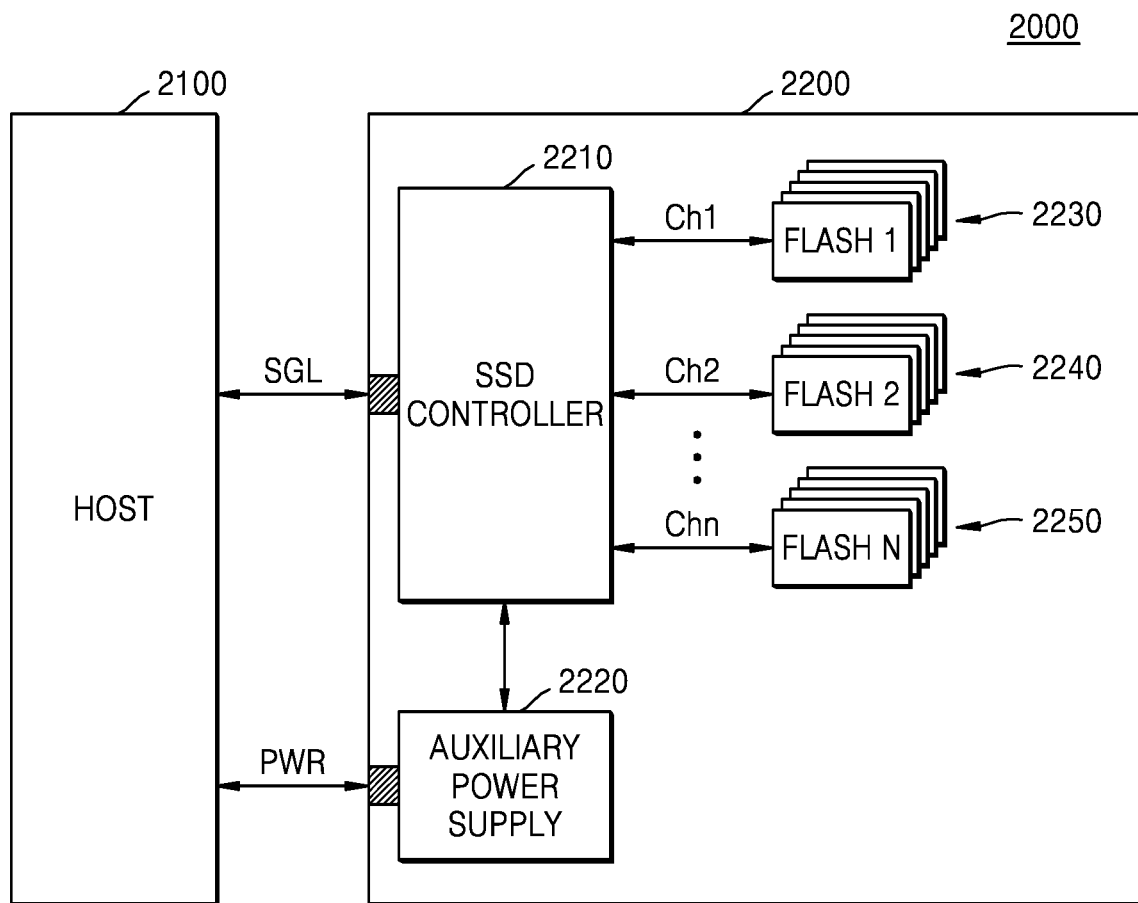 2000
2100
2200
2210
Ch1
FLASH 1
2230
SGL
SSD
CONTROLLER
Ch2
FLASH 2
2240
HOST
Chn
FLASH N
2250
2220
PWR
AUXILIARY
POWER
SUPPLY